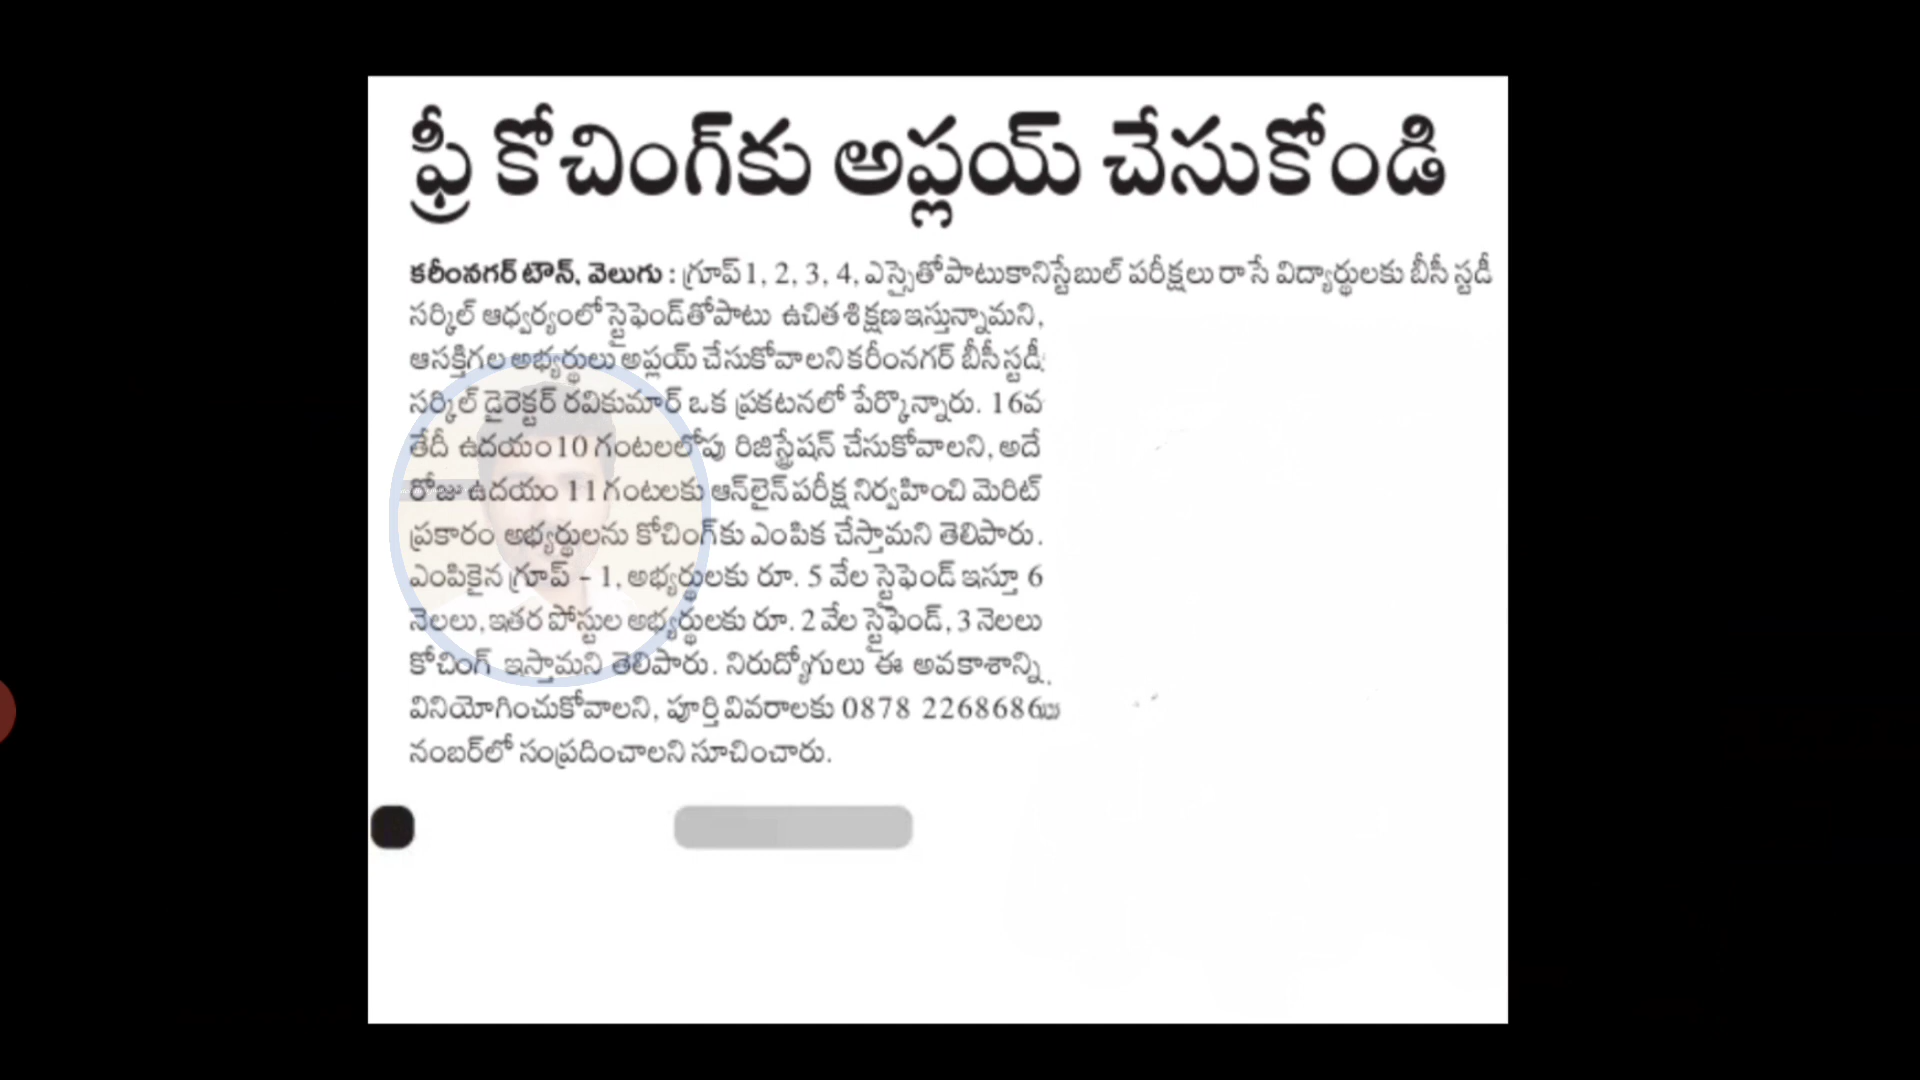 ఫ్రీ కోచింగ్‌కు అప్లయ్ చేసుకోండి
కరీంనగర్ టౌన్, వెలుగు : గ్రూప్ 1, 2, 3, 4, ఎస్సైతోపాటుకానిస్టేబుల్ పరీక్షలు రాసే విద్యార్థులకు బీసీ స్టడీ
సర్కిల్ ఆధ్వర్యంలో స్టైఫెండ్‌తోపాటు ఉచిత శిక్షణ ఇస్తున్నామని,
ఆసక్తిగల అభ్యర్థులు అప్లయ్ చేసుకోవాలని కరీంనగర్ బీసీ స్టడీ
సర్కిల్ డైరెక్టర్ రవికుమార్ ఒక ప్రకటనలో పేర్కొన్నారు. 16వ
తేదీ ఉదయం 10 గంటలలోపు రిజిస్ట్రేషన్ చేసుకోవాలని, అదే
రోజు ఉదయం 11 గంటలకు ఆన్‌లైన్ పరీక్ష నిర్వహించి మెరిట్
ప్రకారం అభ్యర్థులను కోచింగ్‌కు ఎంపిక చేస్తామని తెలిపారు.
ఎంపికైన గ్రూప్ – 1, అభ్యర్థులకు రూ. 5 వేల స్టైఫెండ్ ఇస్తూ 6
నెలలు, ఇతర పోస్టుల అభ్యర్థులకు రూ. 2 వేల స్టైఫెండ్, 3 నెలలు
కోచింగ్ ఇస్తామని తెలిపారు. నిరుద్యోగులు ఈ అవకాశాన్ని
వినియోగించుకోవాలని, పూర్తి వివరాలకు 0878 2268686
నంబర్‌లో సంప్రదించాలని సూచించారు.